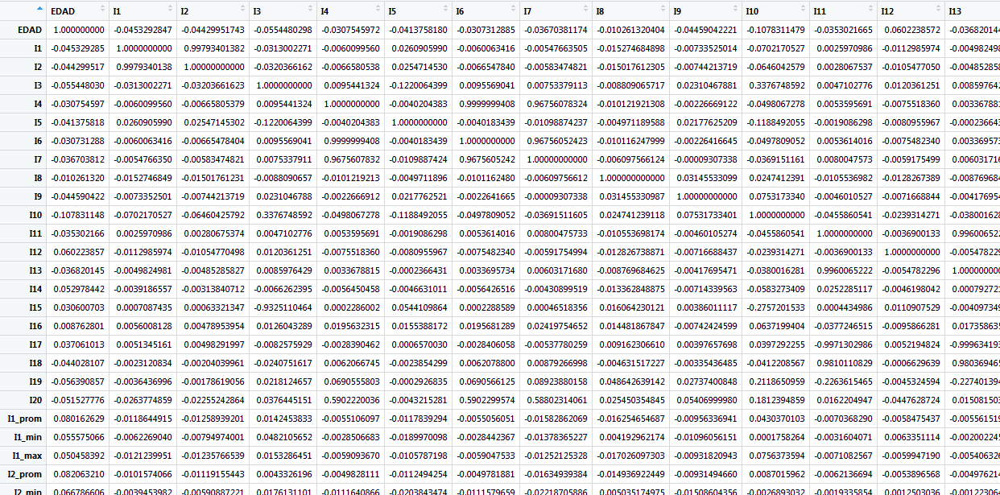 EDAD I1 I2 I3 I4 I5 I6 I7 I8 I9 I10 I11 I12 I13
EDAD 1.000000000 -0.0453292847 -0.04429951743 -0.0554480298 -0.0307545972 -0.0413758180 -0.0307312885 -0.03670381174 -0.010261320404 -0.04459042221 -0.1078311479 -0.0353021665 0.0602238572 -0.03682014
I1 -0.045329285 1.0000000000 0.99793401382 -0.0313002271 -0.0060099560 0.0260905990 -0.0060063416 -0.00547663505 -0.015274684898 -0.00733525014 -0.0702170527 0.0025970986 -0.0112985974 -0.00498249
I2 -0.044299517 0.9979340138 1.00000000000 -0.0320366162 -0.0066580538 0.0254714530 -0.0066547840 -0.00583474821 -0.015017612305 -0.00744213719 -0.0646042579 0.0028067537 -0.0105477050 -0.00485285
I3 -0.055448030 -0.0313002271 -0.03203661623 1.0000000000 0.0095441324 -0.1220064399 0.0095569041 0.00753379113 -0.008809065717 0.02310467881 0.3376748592 0.0047102776 0.0120361251 0.00859764
I4 -0.030754597 -0.0060099560 -0.00665805379 0.0095441324 1.0000000000 -0.0040204383 0.9999999408 0.96756078324 -0.010121921308 -0.00226669122 -0.0498067278 0.0053595691 -0.0075518360 0.00336788
I5 -0.041375818 0.0260905990 0.02547145302 -0.1220064399 -0.0040204383 1.0000000000 -0.0040183439 -0.01098874237 -0.004971189588 0.02177625209 -0.1188492055 -0.0019086298 -0.0080955967 -0.00023664
I6 -0.030731288 -0.0060063416 -0.00665478404 0.0095569041 0.9999999408 -0.0040183439 1.0000000000 0.96756052423 -0.010116247999 -0.00226416645 -0.0497809052 0.0053614016 -0.0075482340 0.00336957
I7 -0.036703812 -0.0054766350 -0.00583474821 0.0075337911 0.9675607832 -0.0109887424 0.9675605242 1.00000000000 -0.006097566124 -0.00009307338 -0.0369151161 0.0080047573 -0.0059175499 0.00603171
I8 -0.010261320 -0.0152746849 -0.01501761231 -0.0088090657 -0.0101219213 -0.0049711896 -0.0101162480 -0.00609756612 1.000000000000 0.03145533099 0.0247412391 -0.0105536982 -0.0128267389 -0.00876968
I9 -0.044590422 -0.0073352501 -0.00744213719 0.0231046788 -0.0022666912 0.0217762521 -0.0022641665 -0.00009307338 0.031455330987 1.00000000000 0.0753173340 -0.0046010527 -0.0071668844 -0.00417695
I10 -0.107831148 -0.0702170527 -0.06460425792 0.3376748592 -0.0498067278 -0.1188492055 -0.0497809052 -0.03691511605 0.024741239118 0.07531733401 1.0000000000 -0.0455860541 -0.0239314271 -0.03800162
I11 -0.035302166 0.0025970986 0.00280675374 0.0047102776 0.0053595691 -0.0019086298 0.0053614016 0.00800475733 -0.010553698174 -0.00460105274 -0.0455860541 1.0000000000 -0.0036900133 0.99600652
I12 0.060223857 -0.0112985974 -0.01054770498 0.0120361251 -0.0075518360 -0.0080955967 -0.0075482340 -0.00591754994 -0.012826738871 -0.00716688437 -0.0239314271 -0.0036900133 1.0000000000 -0.00547822
I13 -0.036820145 -0.0049824981 -0.00485285827 0.0085976429 0.0033678815 -0.0002366431 0.0033695734 0.00603171680 -0.008769684625 -0.00417695471 -0.0380016281 0.9960065222 -0.0054782296 1.00000000
I14 0.052978442 -0.0039186557 -0.00313840712 -0.0066262395 -0.0056450458 -0.0046631011 -0.0056426516 -0.00430899519 -0.013362848875 -0.00714339563 -0.0583273409 0.0252285117 -0.0046198042 0.00079272
I15 0.030600703 0.0007087435 0.00063321347 -0.9325110464 0.0002286002 0.0544109864 0.0002288589 0.00046518356 0.016064230121 0.00386011117 -0.2757201533 0.0004434986 0.0110907529 -0.00409734
I16 0.008762801 0.0056008128 0.00478953954 0.0126043289 0.0195632315 0.0155388172 0.0195681289 0.02419754652 0.014481867847 -0.00742424599 0.0637199404 -0.0377246515 -0.0095866281 0.01735863
I17 0.037061013 0.0051345161 0.00498291997 -0.0082575929 -0.0028390462 0.0006570030 -0.0028406058 -0.00537780259 0.009162306610 0.00397657698 0.0397292255 -0.9971302986 0.0052194824 -0.99963419
I18 -0.044028107 -0.0023120834 -0.00204039961 -0.0240751617 0.0062066745 -0.0023854299 0.0062078800 0.00879266998 -0.004631517227 -0.00335436485 -0.0412208567 0.9810110829 -0.0006629639 0.98036946
I19 -0.056390857 -0.0036436996 -0.00178619056 0.0218124657 0.0690555803 -0.0002926835 0.0690566125 0.08923880158 0.048642639142 0.02737400848 0.2118650959 -0.2263615465 -0.0045324594 -0.22740139
I20 -0.051527776 -0.0263774859 -0.02255242864 0.0376445151 0.5902220036 -0.0043215281 0.5902299574 0.58802314061 0.025450354845 0.05406999980 0.1812394859 0.0162204947 -0.0447628724 0.01508150
I1_prom 0.080162629 -0.0118644915 -0.01258939201 0.0142453833 -0.0055106097 -0.0117839294 -0.0055056051 -0.01582862069 -0.016254654687 -0.00956336941 0.0430370103 -0.0070368290 -0.0058475437 -0.00556151
I1_min 0.055575066 -0.0062269040 -0.00794974001 0.0482105652 -0.0028506683 -0.0189970098 -0.0028442367 -0.01378365227 0.004192962174 -0.01096056151 0.0001758264 -0.0031604071 0.0063351114 -0.00200224
I1_max 0.050458392 -0.0121239951 -0.01235766539 0.0153286451 -0.0059093670 -0.0105787198 -0.0059047533 -0.01252125328 -0.017026097303 -0.00931820943 0.0756373594 -0.0071082567 -0.0059947190 -0.00540632
I2_prom 0.082063210 -0.0101574066 -0.01119155443 0.0043326196 -0.0049828111 -0.0112494254 -0.0049781881 -0.01634939384 -0.014936922449 -0.00931494660 0.0087015962 -0.0062136694 -0.0053896568 -0.00497621
I2_min 0.066786606 -0.0039453982 -0.00590887221 0.0176131101 -0.0111640866 -0.0203843474 -0.0111579659 -0.02218705886 0.005035174975 -0.01508604356 -0.0026893032 -0.0019335854 -0.0012503036 -0.00122306